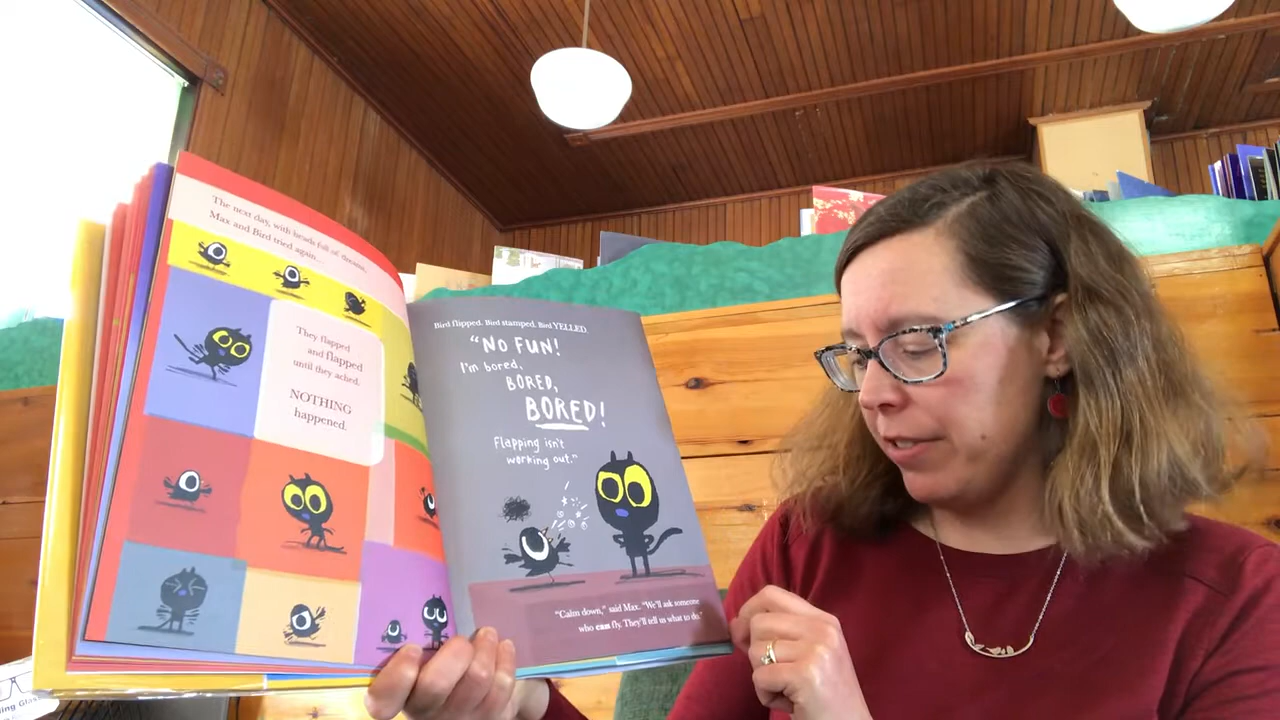 The next day, with heads full of dreams,
Max and Bird tried again...
They flapped
and flapped
until they ached.
NOTHING
happened.
Bird flipped. Bird stamped. Bird YELLED.
"NO FUN!
I'm bored,
BORED,
BORED!
Flapping isn't
working out."
"Calm down," said Max. "We'll ask someone
who can fly. They'll tell us what to do."